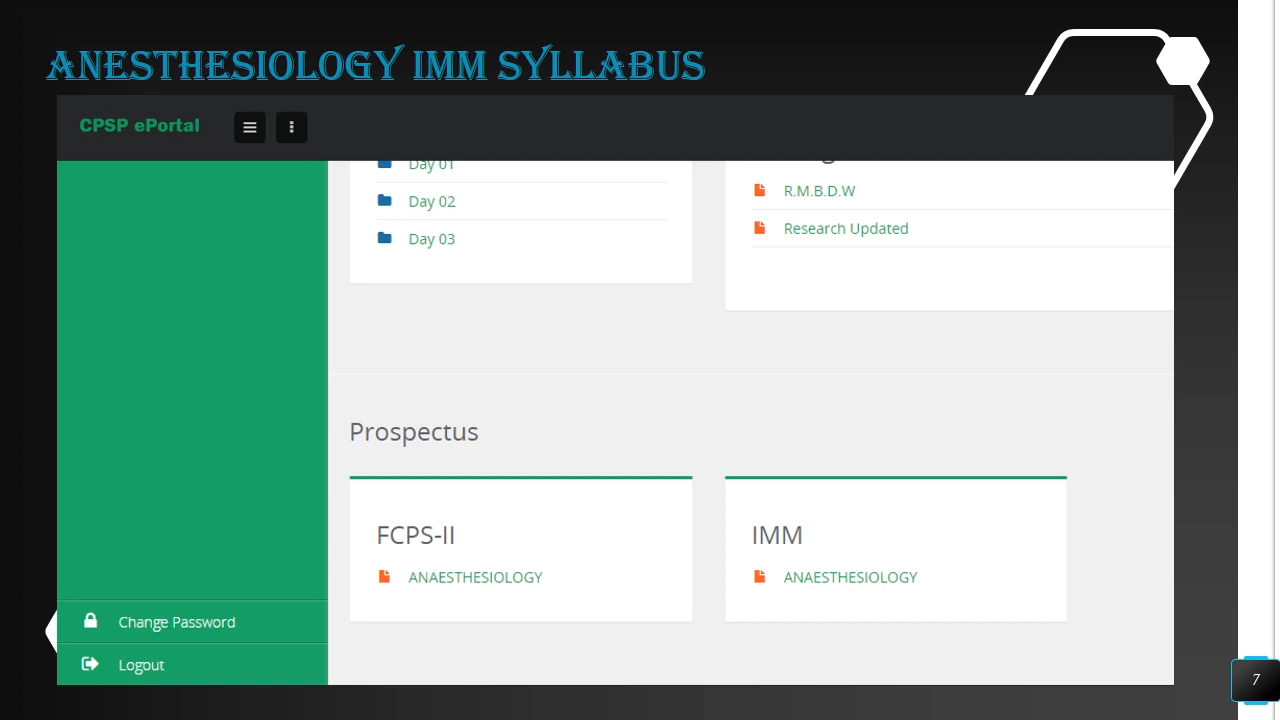 ANESTHESIOLOGY IMM SYLLABUS
CPSP ePortal
Day 01
Day 02
Day 03
R.M.B.D.W
Research Updated
Prospectus
FCPS-II
ANAESTHESIOLOGY
IMM
ANAESTHESIOLOGY
Change Password
Logout
7